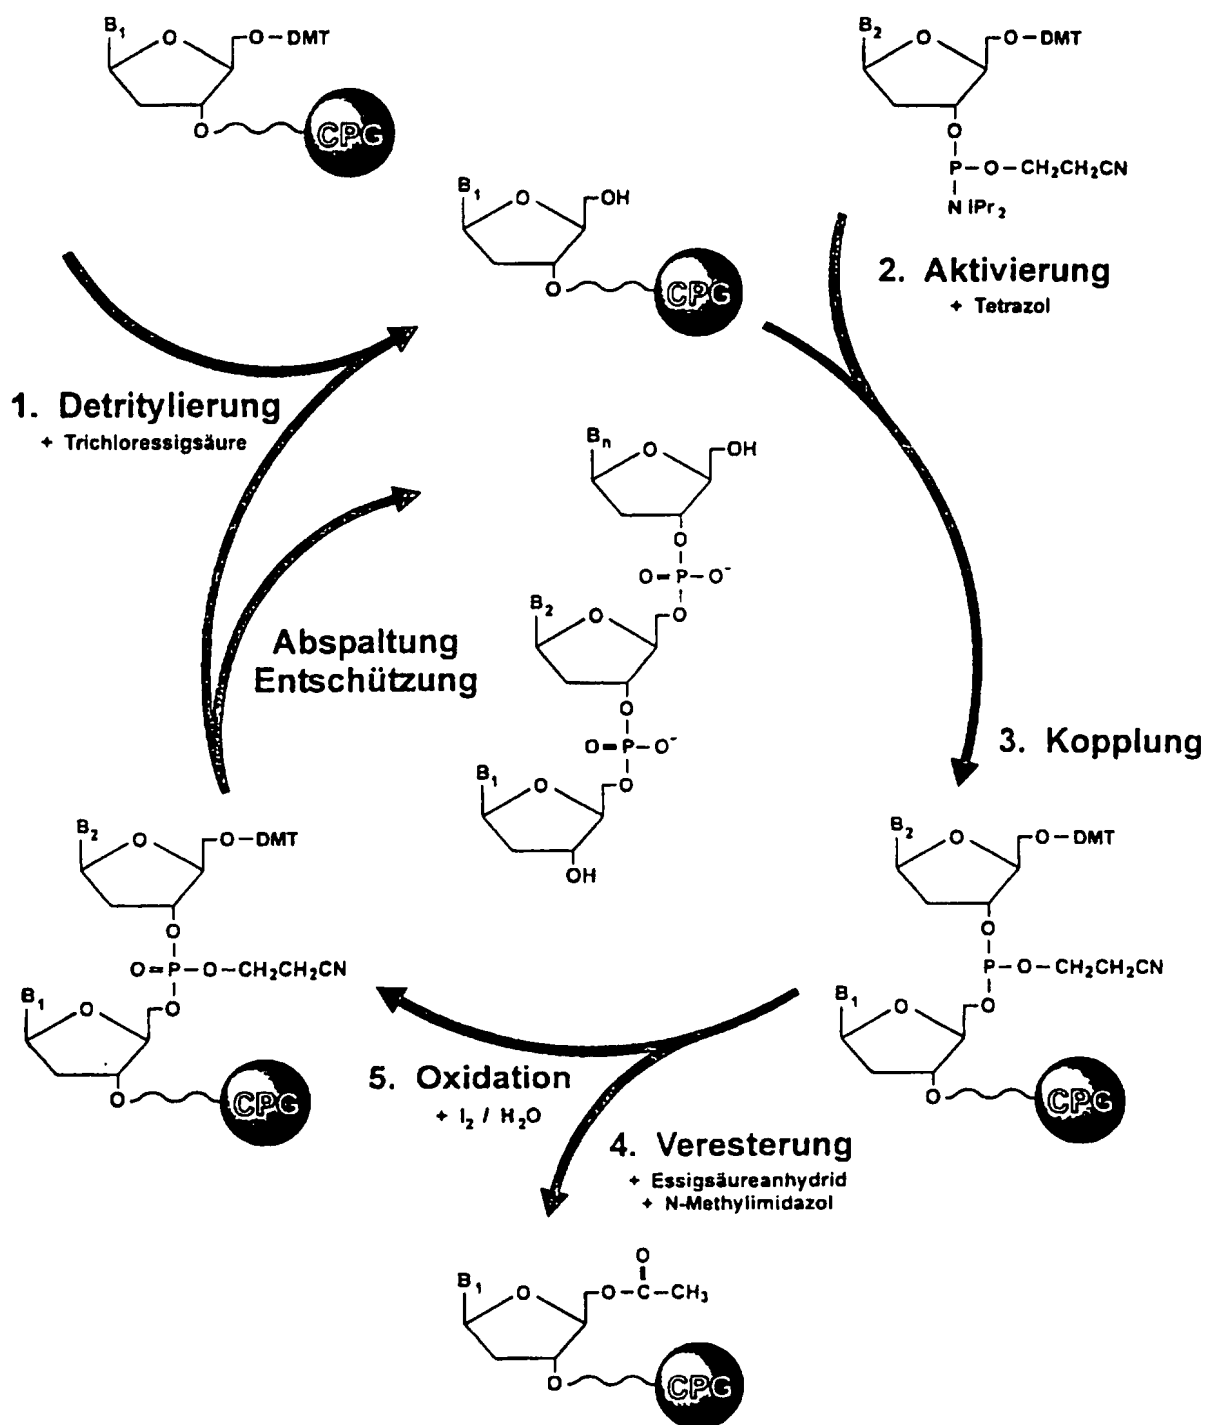 B1
O
O-DMT
O
CPG
B2
O
O-DMT
O
P-O-CH2CH2CN
N iPr2
B1
O
OH
O
CPG
2. Aktivierung
+ Tetrazol
1. Detritylierung
+ Trichloressigsäure
Bn
O
OH
O
O=P-O-
B2
O
O
Abspaltung
Entschützung
O
O=P-O-
B1
O
O
OH
3. Kopplung
B2
O
O-DMT
O
O=P-O-CH2CH2CN
B1
O
O
O
CPG
B2
O
O-DMT
O
P-O-CH2CH2CN
B1
O
O
O
CPG
5. Oxidation
+ I2 / H2O
4. Veresterung
+ Essigsäureanhydrid
+ N-Methylimidazol
O
B1
O
O-C-CH3
O
CPG